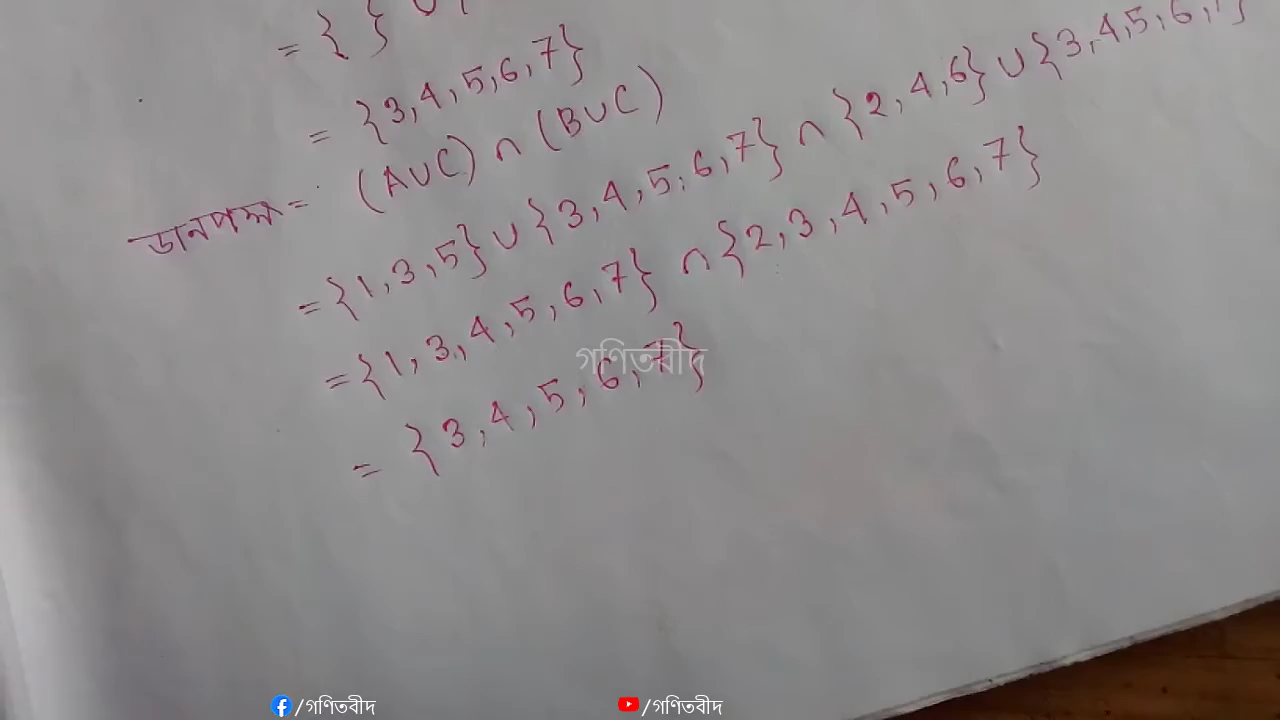 = { } ∪
= {3, 4, 5, 6, 7}
ডানপক্ষ = (A∪C) ∩ (B∪C)
= {1, 3, 5} ∪ {3, 4, 5, 6, 7} ∩ {2, 4, 6} ∪ {3, 4, 5, 6, 7}
= {1, 3, 4, 5, 6, 7} ∩ {2, 3, 4, 5, 6, 7}
= {3, 4, 5, 6, 7}
গণিতবীদ
/গণিতবীদ /গণিতবীদ